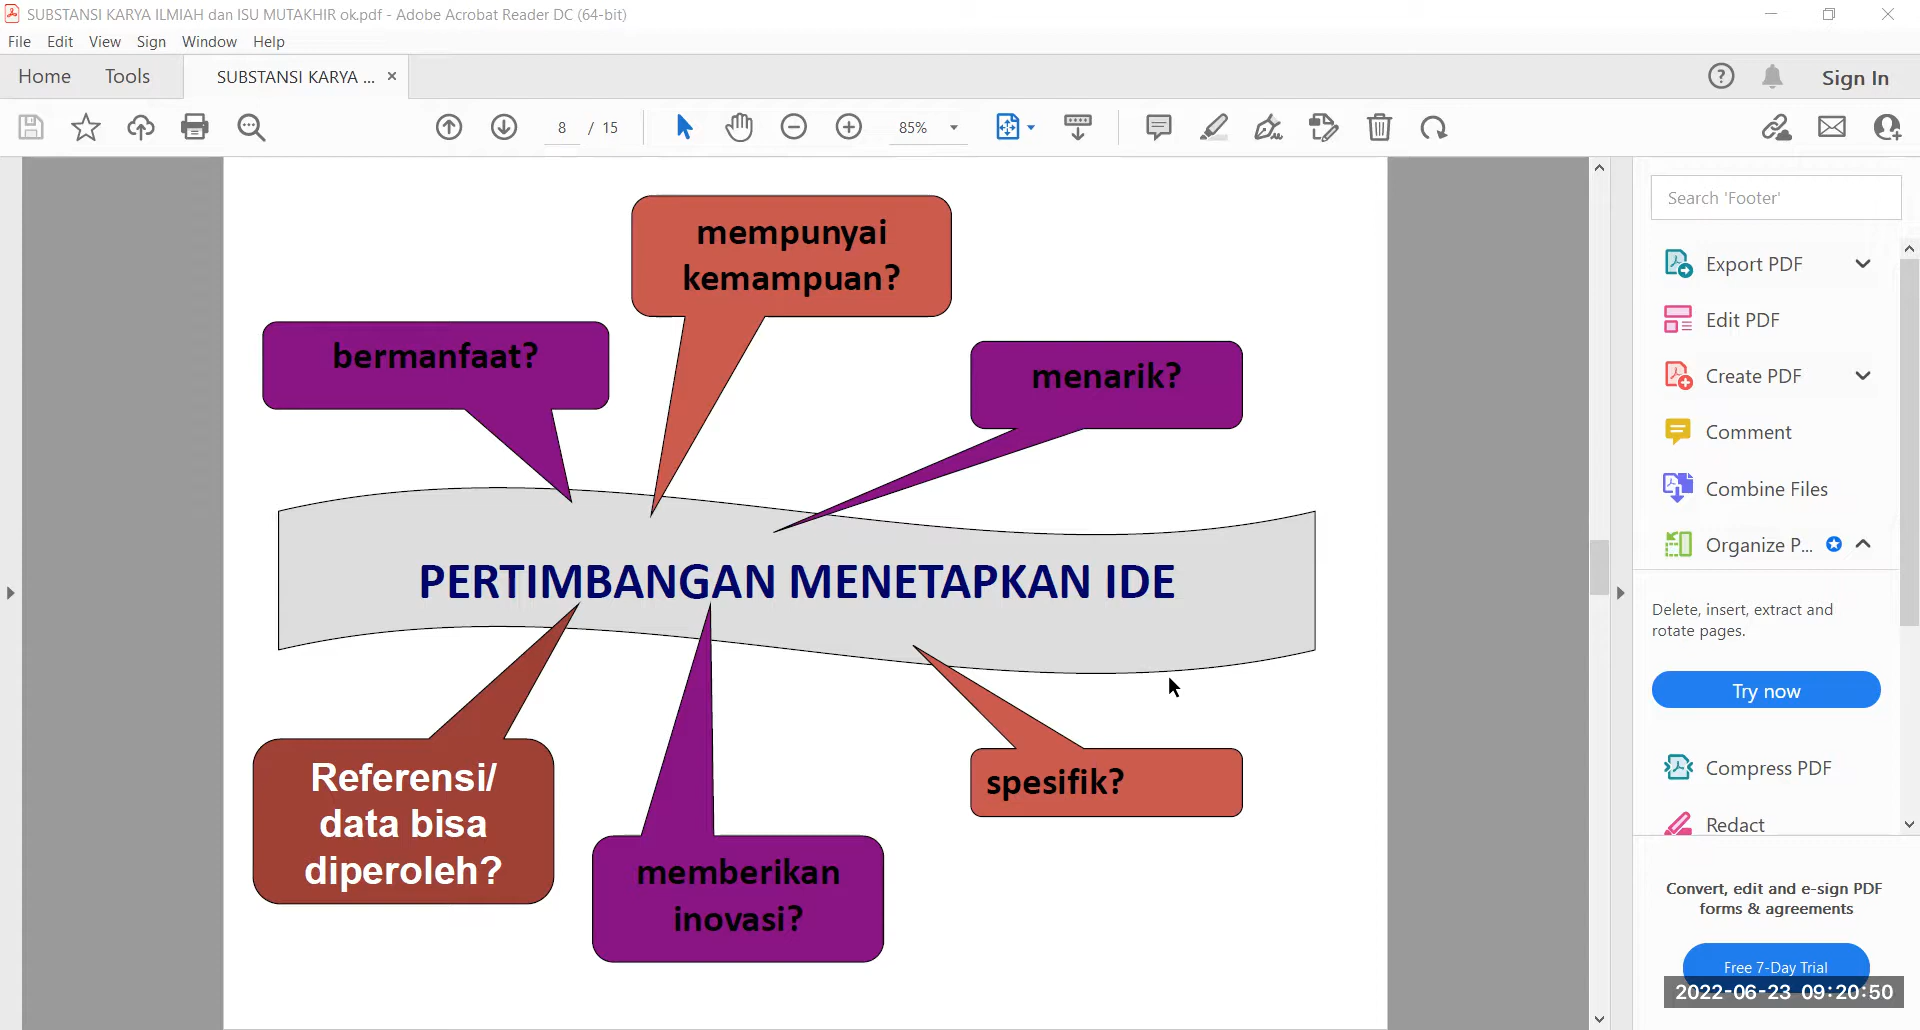 SUBSTANSI KARYA ILMIAH dan ISU MUTAKHIR ok.pdf - Adobe Acrobat Reader DC (64-bit)
File Edit View Sign Window Help
Home Tools SUBSTANSI KARYA ... × Sign In
8 / 15 85%
mempunyai
kemampuan?
bermanfaat?
menarik?
PERTIMBANGAN MENETAPKAN IDE
Referensi/
data bisa
diperoleh?
memberikan
inovasi?
spesifik?
Search 'Footer'
Export PDF
Edit PDF
Create PDF
Comment
Combine Files
Organize P...
Delete, insert, extract and
rotate pages.
Try now
Compress PDF
Redact
Convert, edit and e-sign PDF
forms & agreements
Free 7-Day Trial
2022-06-23 09:20:50